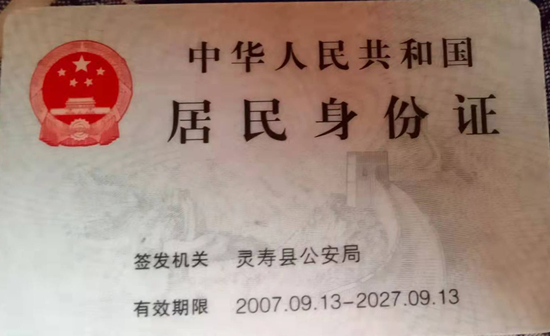 中华人民共和国
居民身份证
签发机关 灵寿县公安局
有效期限 2007.09.13-2027.09.13